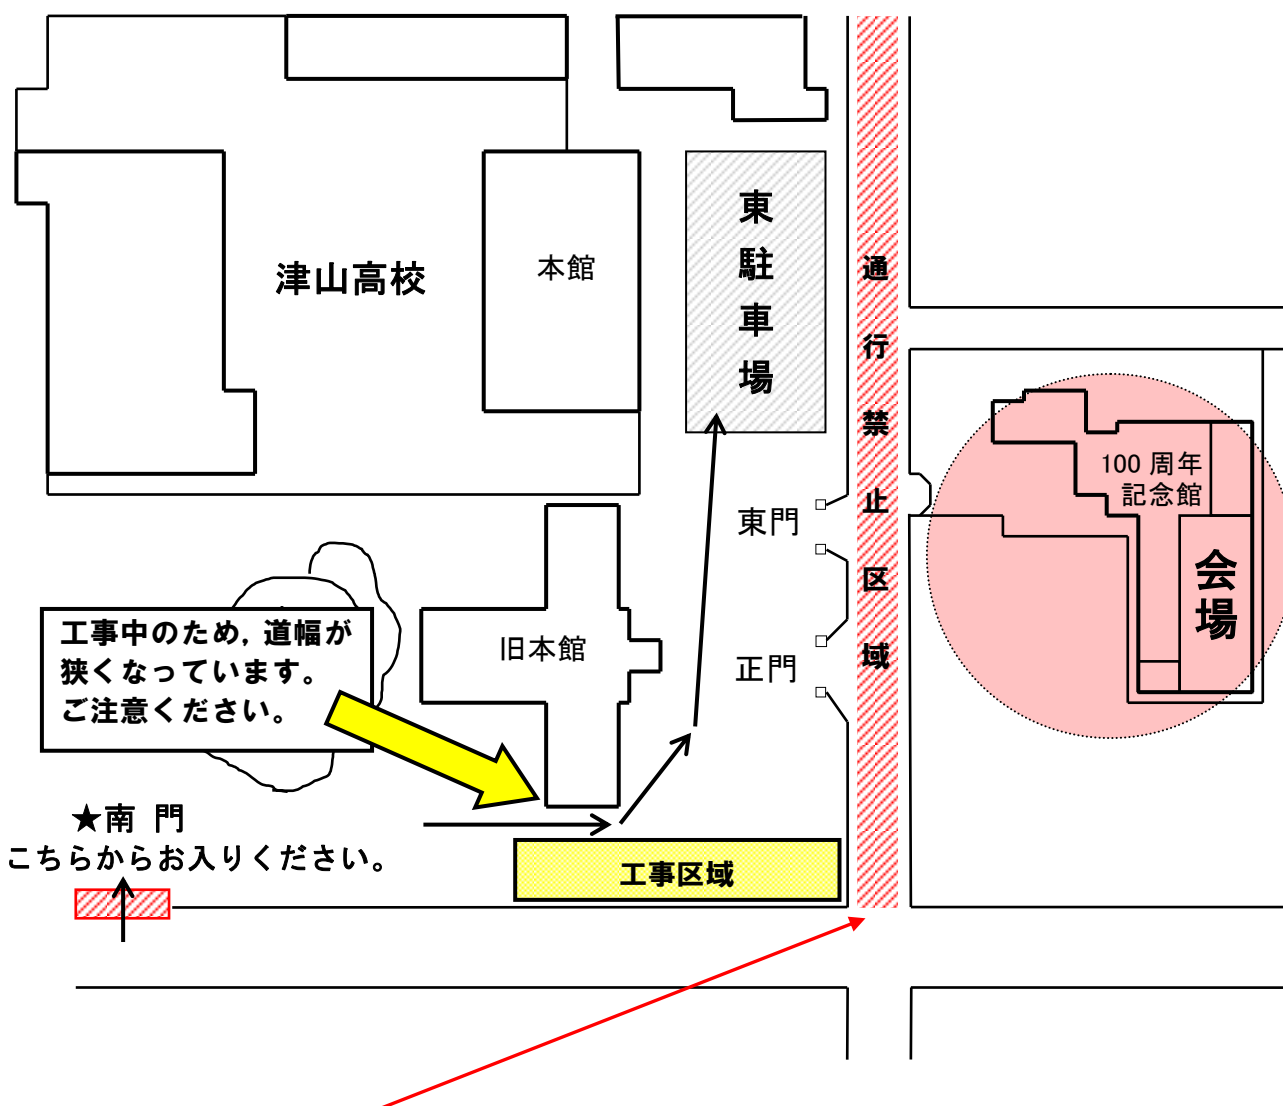 津山高校
本館
東駐車場
通行禁止区域
100 周年
記念館
会場
東門
正門
旧本館
工事中のため,道幅が
狭くなっています。
ご注意ください。
★南 門
こちらからお入りください。
工事区域